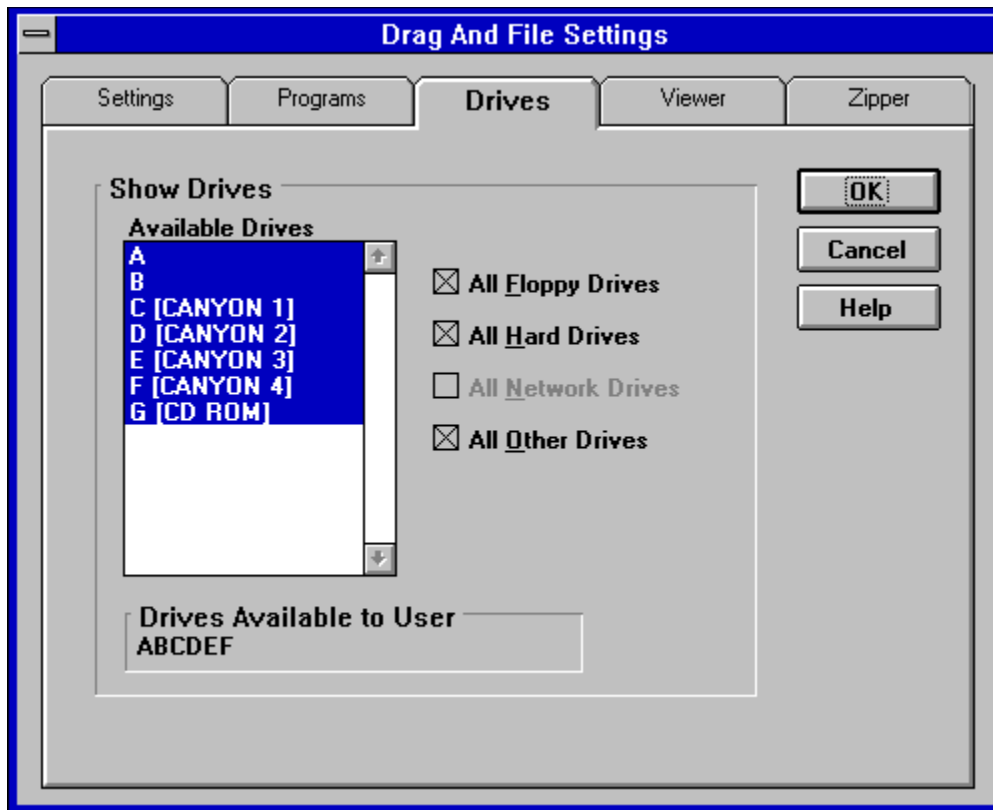 Drag And File Settings
Settings Programs Drives Viewer Zipper
Show Drives
Available Drives
A
B
C [CANYON 1]
D [CANYON 2]
E [CANYON 3]
F [CANYON 4]
G [CD ROM]
All Floppy Drives
All Hard Drives
All Network Drives
All Other Drives
Drives Available to User
ABCDEF
OK
Cancel
Help